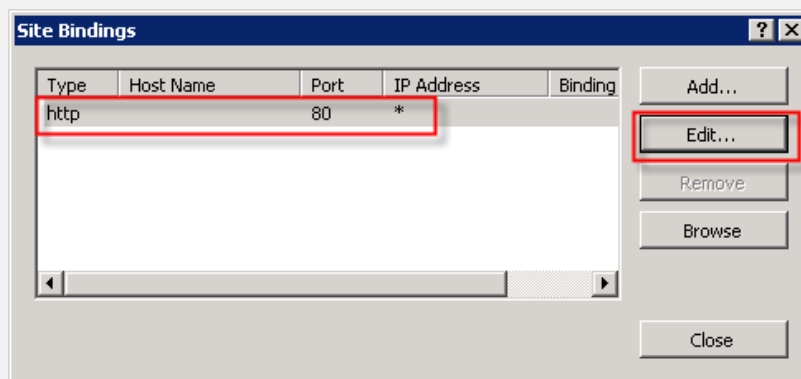 Site Bindings
Type Host Name Port IP Address Binding
http 80 *
Add...
Edit...
Remove
Browse
Close